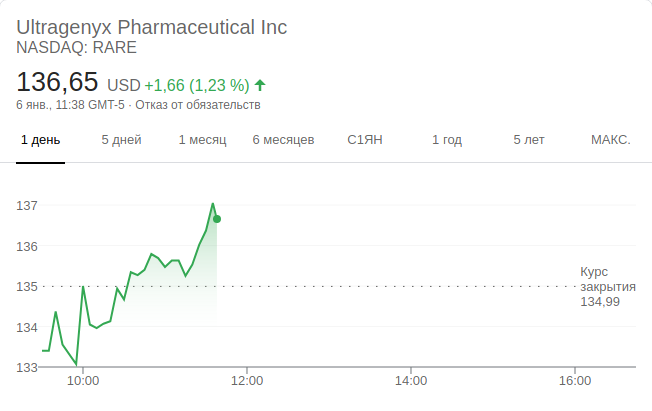 Ultragenyx Pharmaceutical Inc
NASDAQ: RARE
136,65 USD +1,66 (1,23 %)
6 янв., 11:38 GMT-5 · Отказ от обязательств
1 день 5 дней 1 месяц 6 месяцев С1ЯН 1 год 5 лет МАКС.
137
136
135
134
133
Курс
закрытия
134,99
10:00 12:00 14:00 16:00